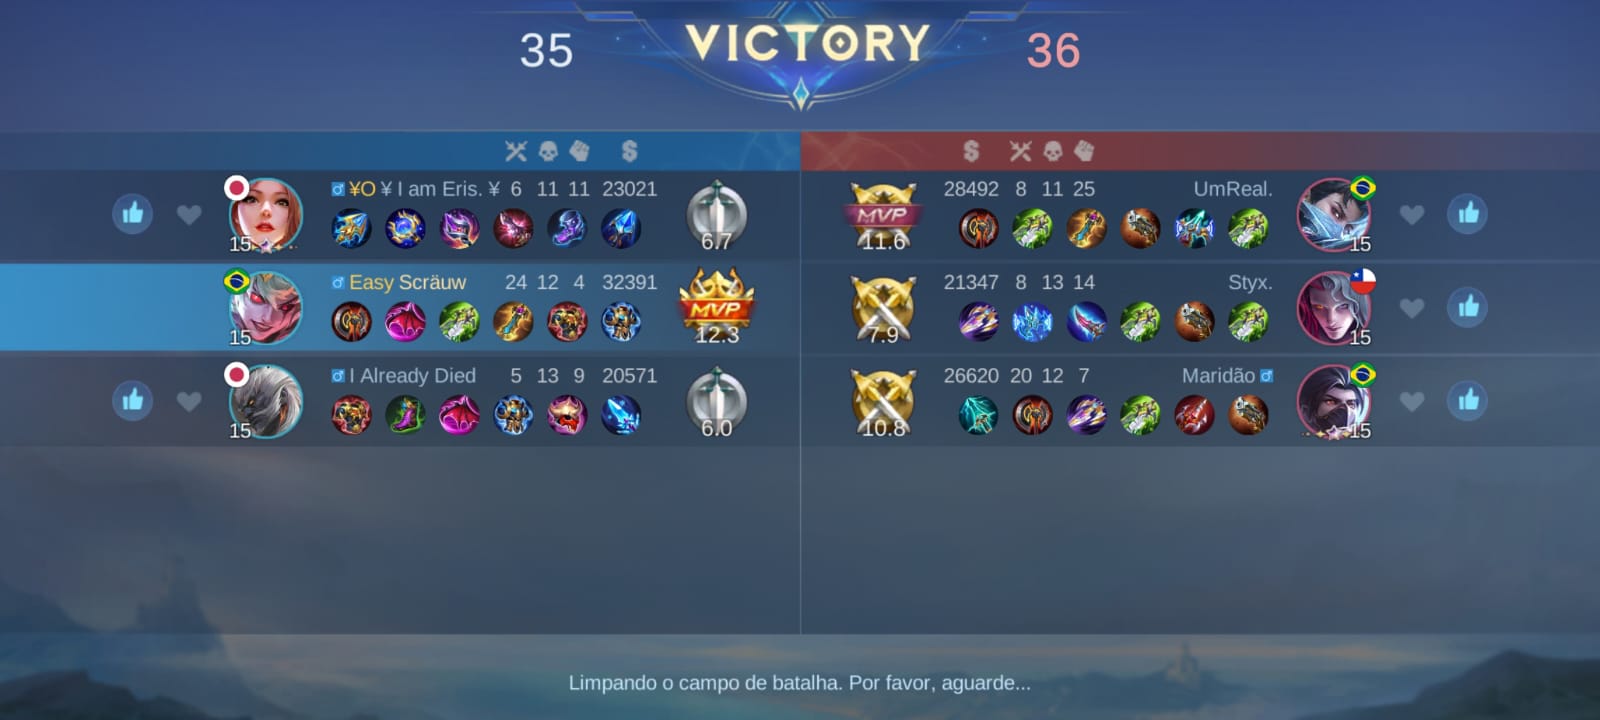 35 VICTORY 36
¥O ¥ I am Eris. ¥ 6 11 11 23021
15 6.7
MVP 28492 8 11 25 UmReal.
11.6 15
Easy Scräuw 24 12 4 32391
15 MVP 12.3
21347 8 13 14 Styx.
7.9 15
I Already Died 5 13 9 20571
15 6.0
26620 20 12 7 Maridão
10.8 15
Limpando o campo de batalha. Por favor, aguarde...